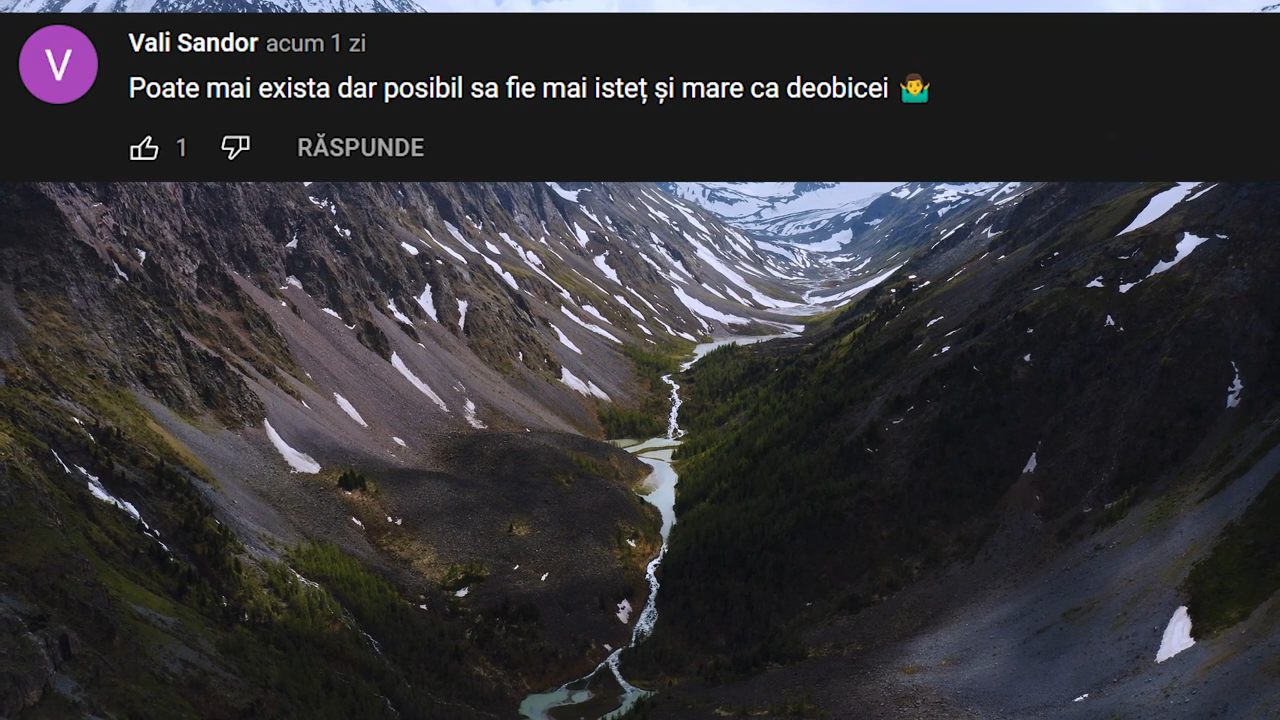 V
Vali Sandor acum 1 zi
Poate mai exista dar posibil sa fie mai isteț și mare ca deobicei 🤷‍♂️
1
RĂSPUNDE